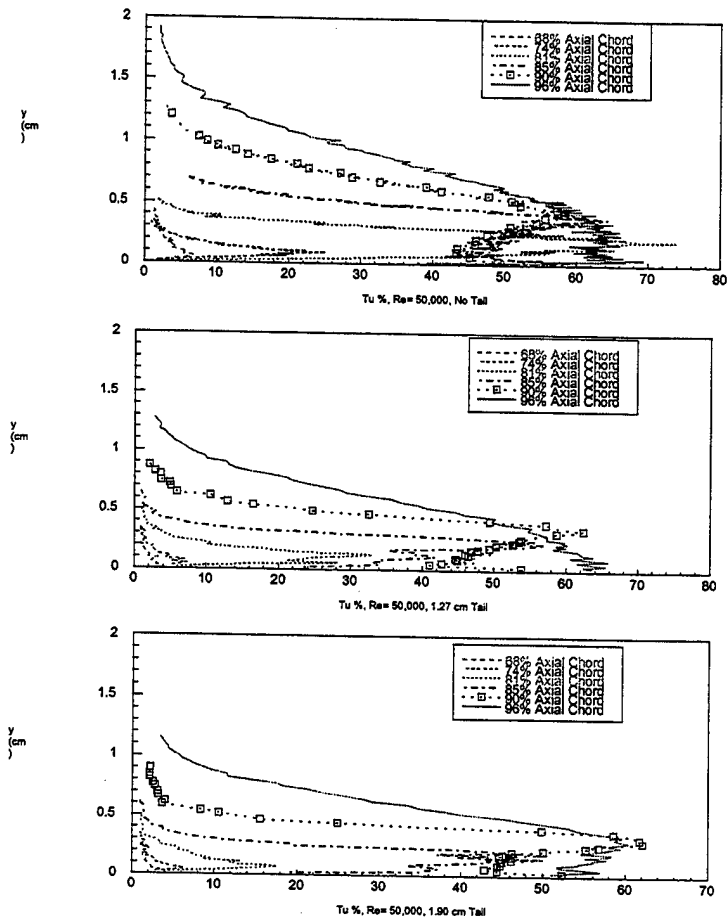 2
68% Axial Chord
74% Axial Chord
81% Axial Chord
85% Axial Chord
90% Axial Chord
96% Axial Chord
1.5
y
(cm
)
1
0.5
0
0 10 20 30 40 50 60 70 80
Tu %, Re= 50,000, No Tail
2
68% Axial Chord
74% Axial Chord
81% Axial Chord
85% Axial Chord
90% Axial Chord
96% Axial Chord
1.5
y
(cm
)
1
0.5
0
0 10 20 30 40 50 60 70 80
Tu %, Re= 50,000, 1.27 cm Tail
2
68% Axial Chord
74% Axial Chord
81% Axial Chord
85% Axial Chord
90% Axial Chord
96% Axial Chord
1.5
y
(cm
)
1
0.5
0
0 10 20 30 40 50 60 70
Tu %, Re= 50,000, 1.90 cm Tail